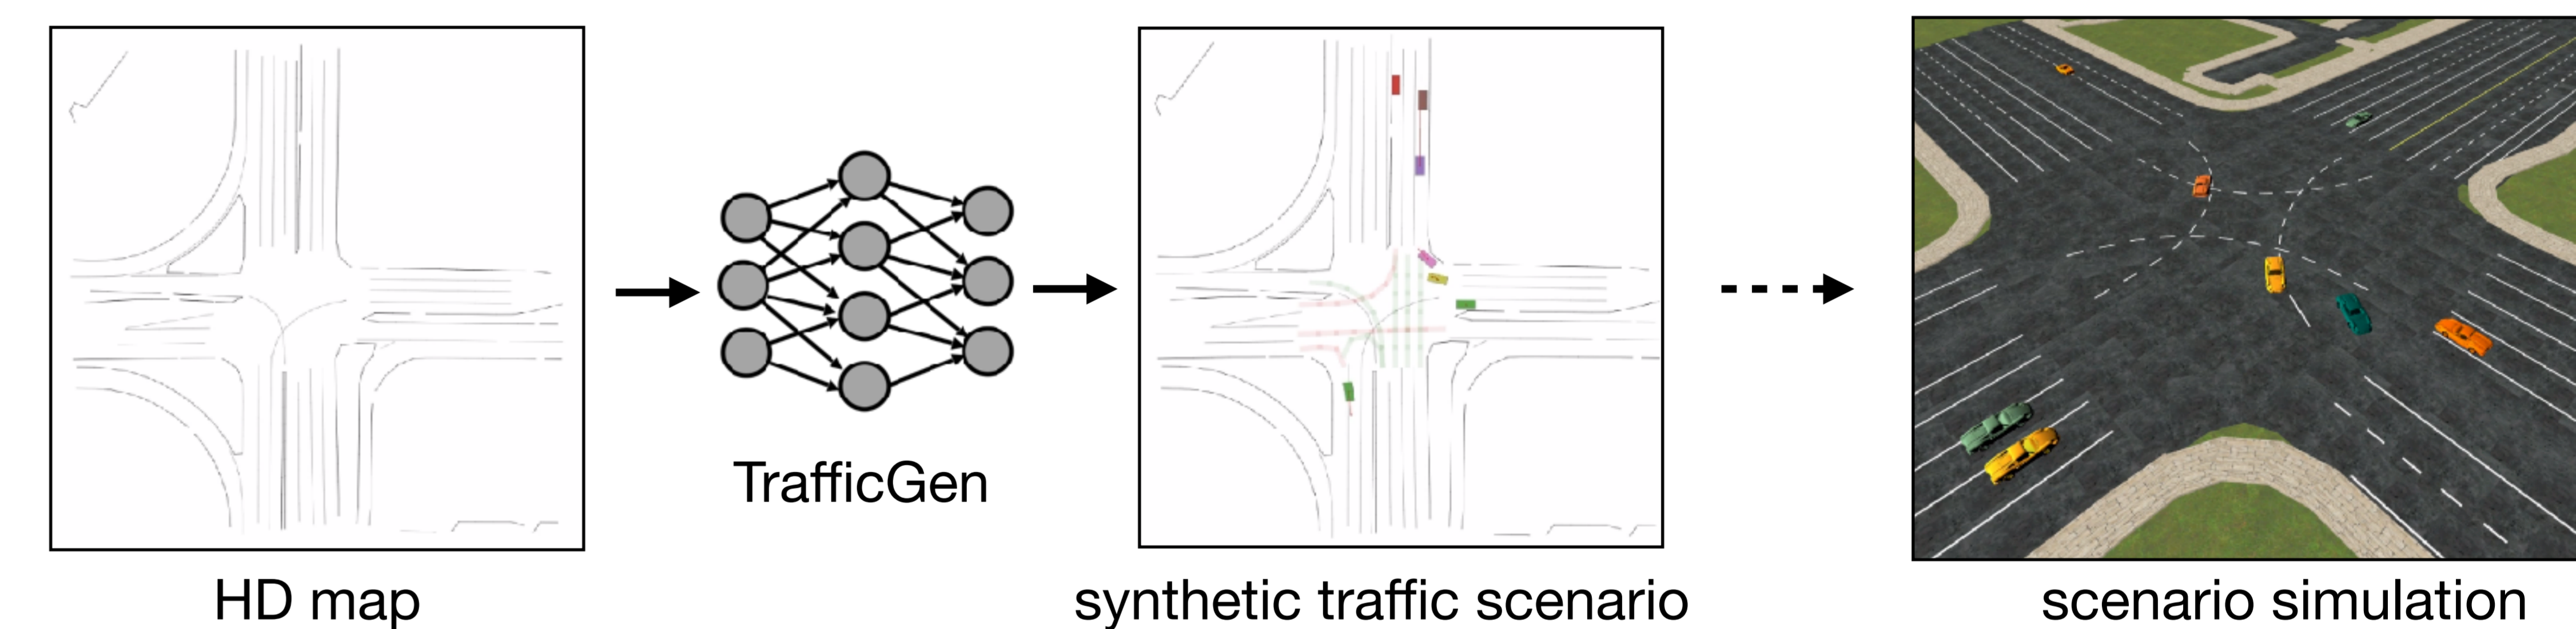 TrafficGen
HD map
synthetic traffic scenario
scenario simulation